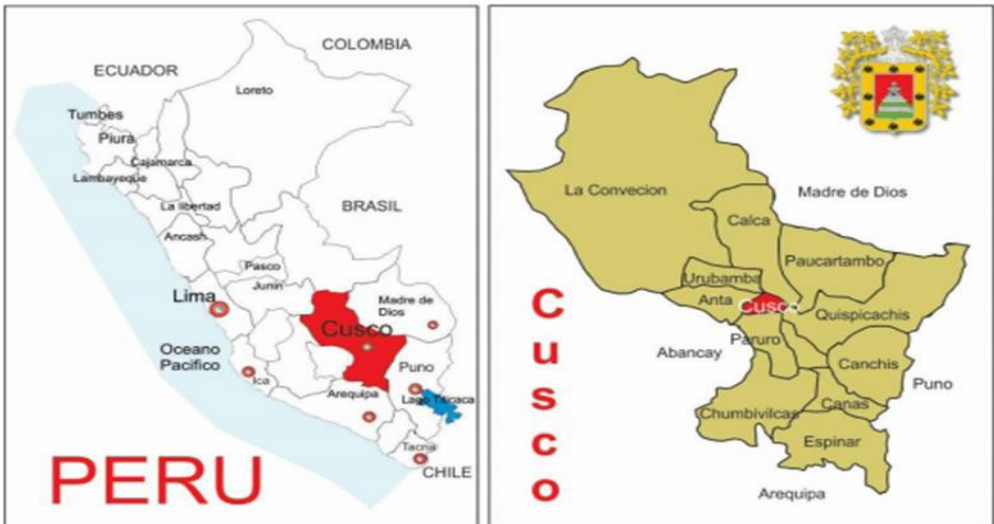 COLOMBIA
ECUADOR
Loreto
Tumbes
Piura
Cajamarca
Lambayeque
La libertad
BRASIL
Ancash
Pasco
Junin
Lima
Madre de
Dios
Cusco
Oceano
Pacifico
Puno
Ica
Arequipa
Lago Titicaca
Tacna
CHILE
PERU
La Convecion
Madre de Dios
Calca
Paucartambo
Urubamba
Anta
Cusco
Quispicachis
Paruro
Abancay
Canchis
Puno
Canas
Chumbivilcas
Espinar
Arequipa
C
u
s
c
o